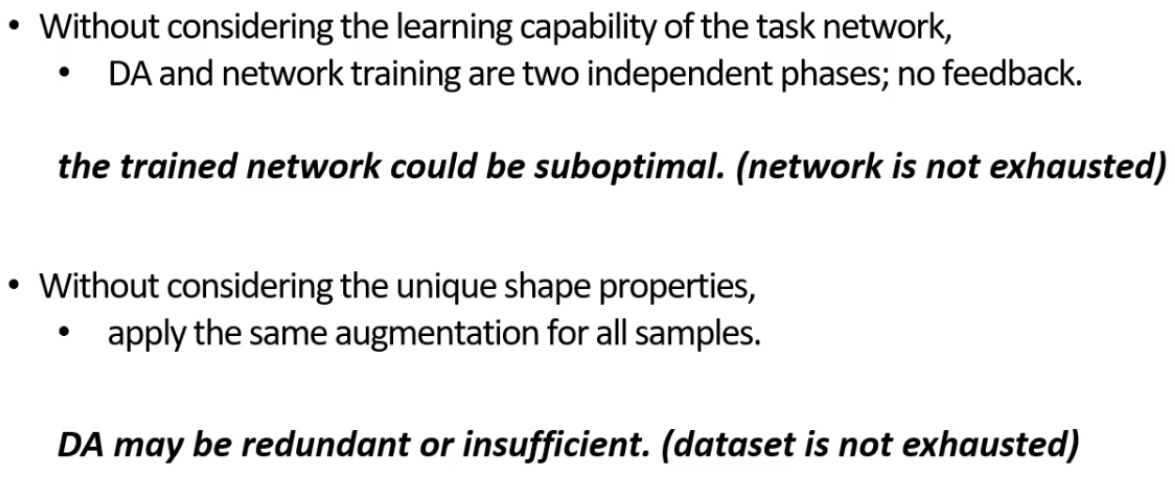 • Without considering the learning capability of the task network,
• DA and network training are two independent phases; no feedback.
the trained network could be suboptimal. (network is not exhausted)
• Without considering the unique shape properties,
• apply the same augmentation for all samples.
DA may be redundant or insufficient. (dataset is not exhausted)